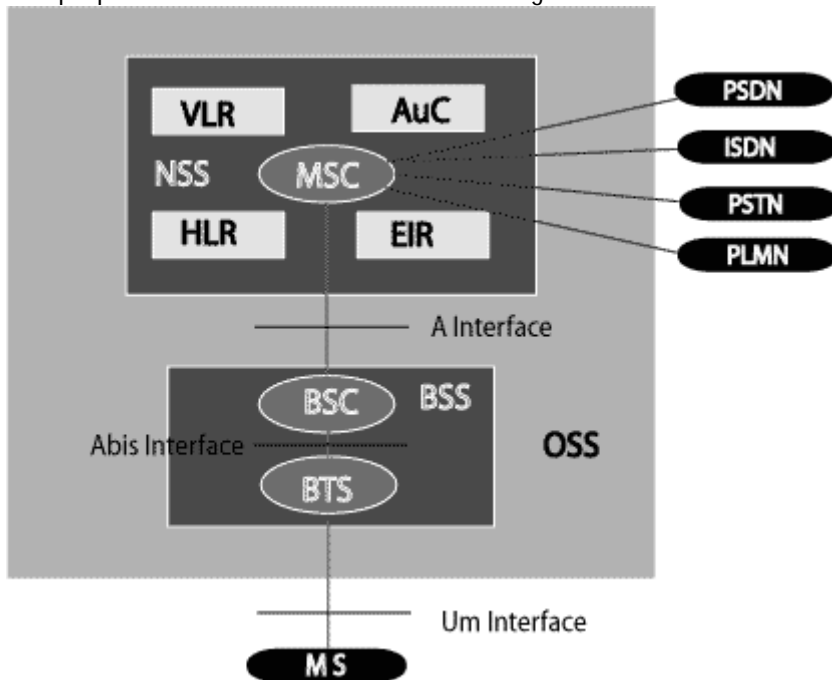 VLR
AuC
PSDN
ISDN
NSS
MSC
PSTN
HLR
EIR
PLMN
A Interface
BSC
BSS
Abis Interface
OSS
BTS
Um Interface
MS